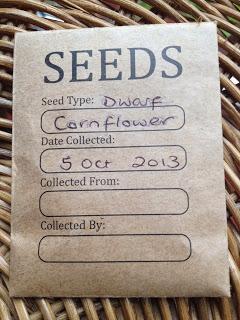 SEEDS
Seed Type: Dwarf
Cornflower
Date Collected:
5 Oct 2013
Collected From:
Collected By: